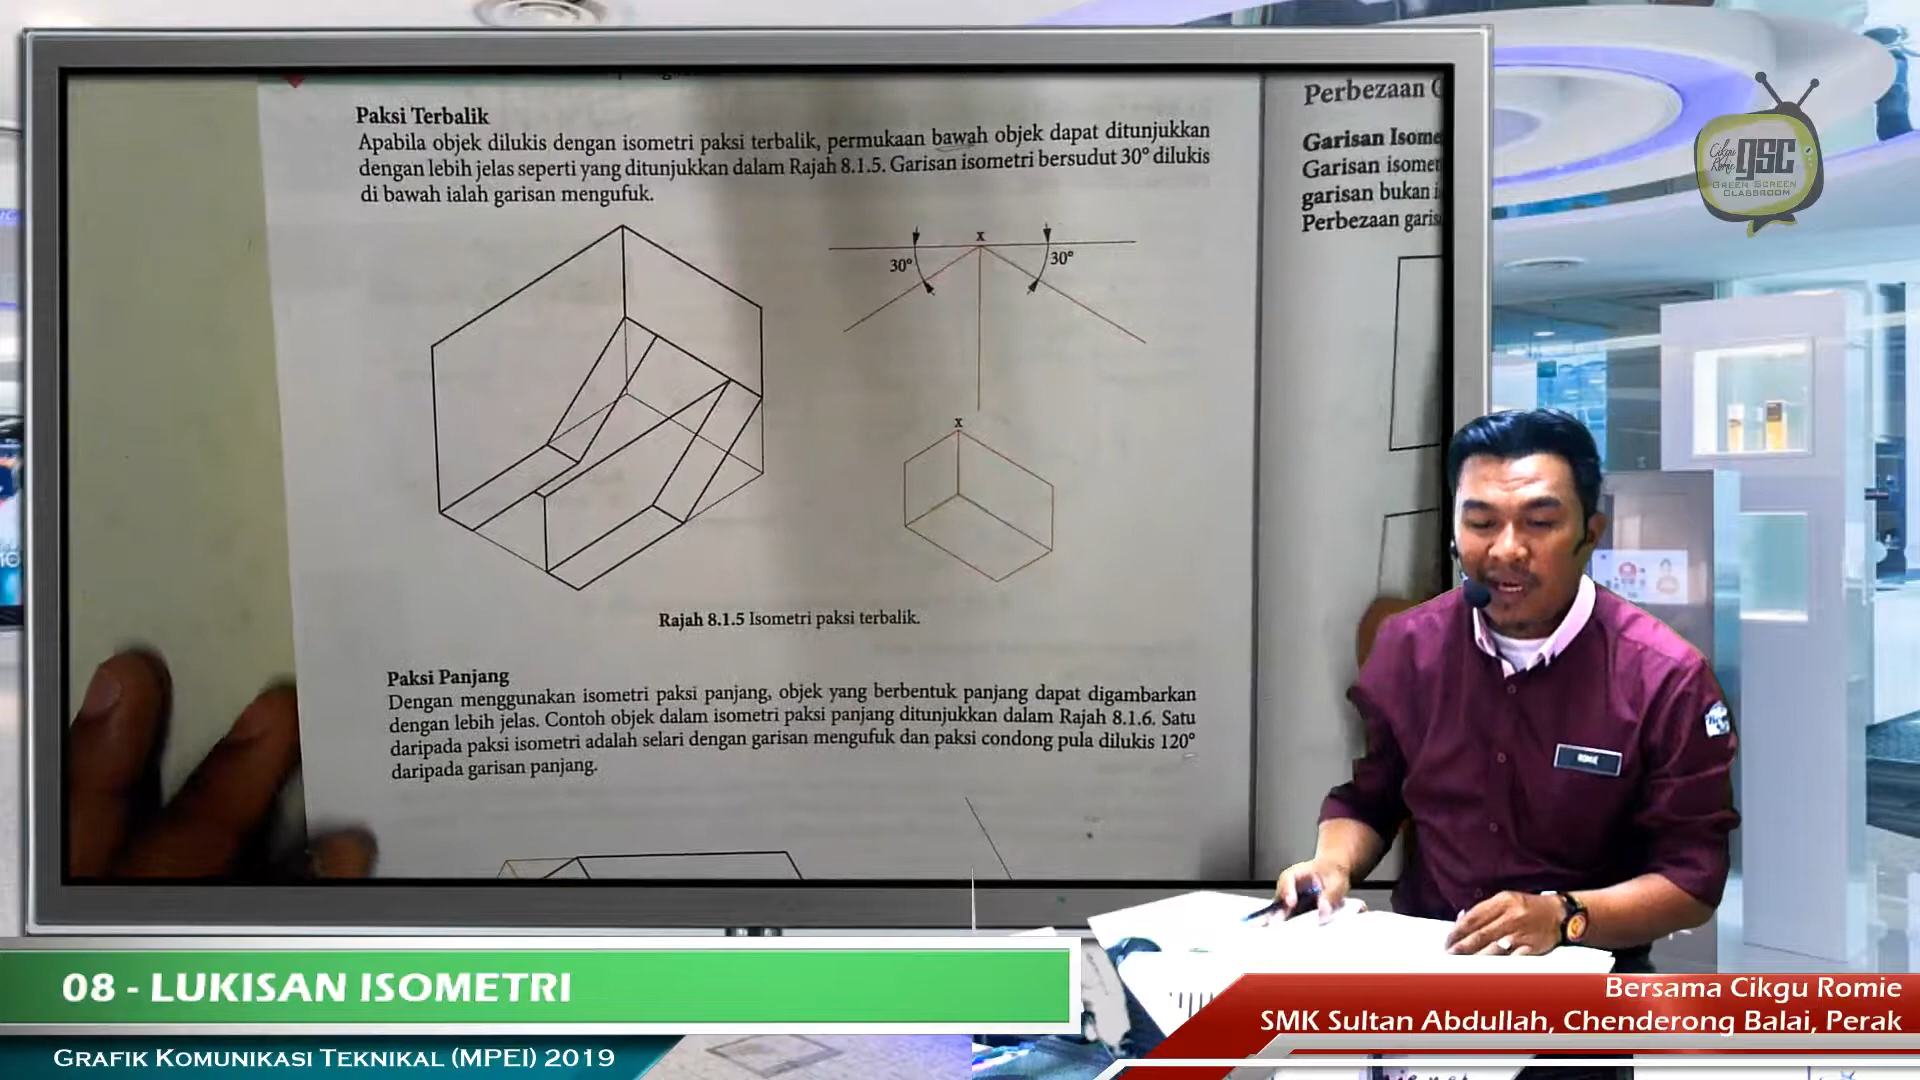 Paksi Terbalik
Apabila objek dilukis dengan isometri paksi terbalik, permukaan bawah objek dapat ditunjukkan
dengan lebih jelas seperti yang ditunjukkan dalam Rajah 8.1.5. Garisan isometri bersudut 30° dilukis
di bawah ialah garisan mengufuk.
x
30°
30°
x
Rajah 8.1.5 Isometri paksi terbalik.
Paksi Panjang
Dengan menggunakan isometri paksi panjang, objek yang berbentuk panjang dapat digambarkan
dengan lebih jelas. Contoh objek dalam isometri paksi panjang ditunjukkan dalam Rajah 8.1.6. Satu
daripada paksi isometri adalah selari dengan garisan mengufuk dan paksi condong pula dilukis 120°
daripada garisan panjang.
Perbezaan
Garisan
Garisan
garisan bukan
Perbezaan
Cikgu
Romie GSC
GREEN SCREEN
CLASSROOM
ROMIE
08 - LUKISAN ISOMETRI
GRAFIK KOMUNIKASI TEKNIKAL (MPEI) 2019
Bersama Cikgu Romie
SMK Sultan Abdullah, Chenderong Balai, Perak